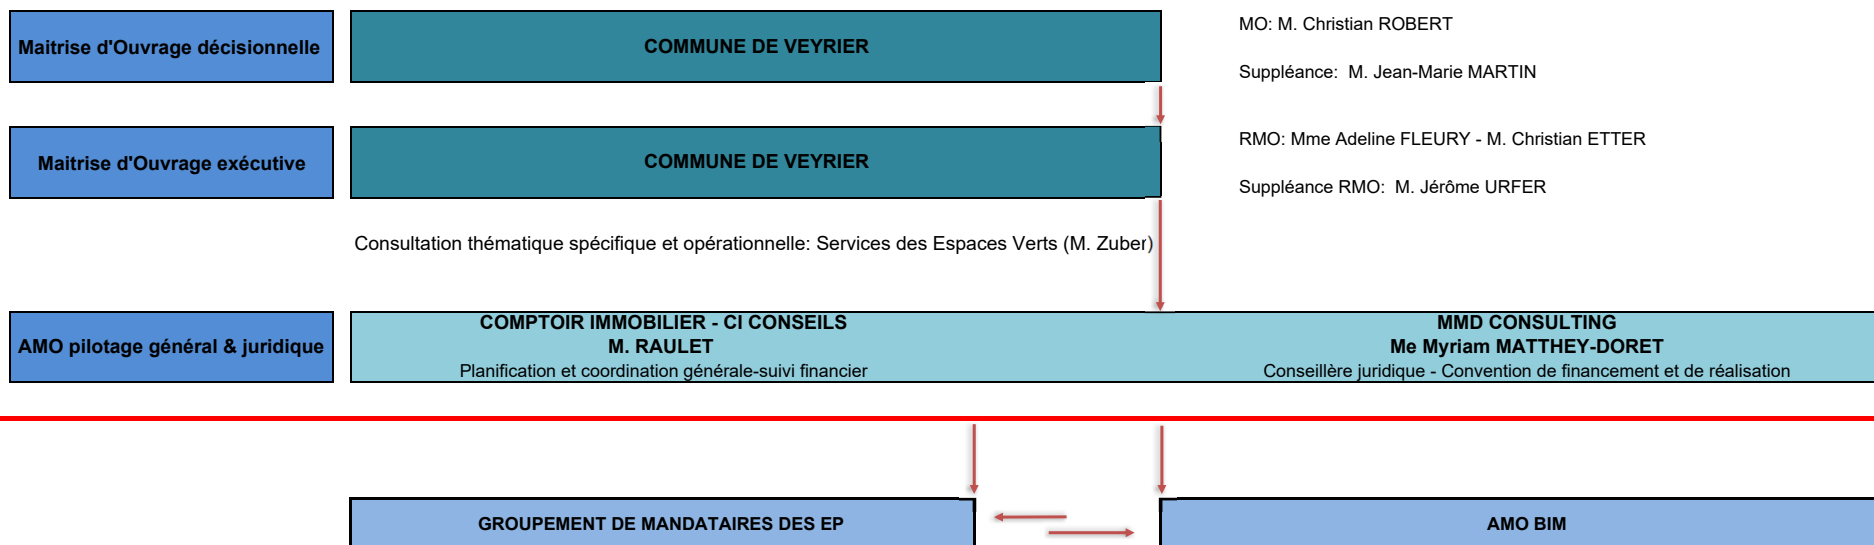 Maitrise d'Ouvrage décisionnelle
COMMUNE DE VEYRIER
MO: M. Christian ROBERT
Suppléance: M. Jean-Marie MARTIN
Maitrise d'Ouvrage exécutive
COMMUNE DE VEYRIER
RMO: Mme Adeline FLEURY - M. Christian ETTER
Suppléance RMO: M. Jérôme URFER
Consultation thématique spécifique et opérationnelle: Services des Espaces Verts (M. Zuber)
AMO pilotage général & juridique
COMPTOIR IMMOBILIER - CI CONSEILS
M. RAULET
Planification et coordination générale-suivi financier
MMD CONSULTING
Me Myriam MATTHEY-DORET
Conseillère juridique - Convention de financement et de réalisation
GROUPEMENT DE MANDATAIRES DES EP
AMO BIM